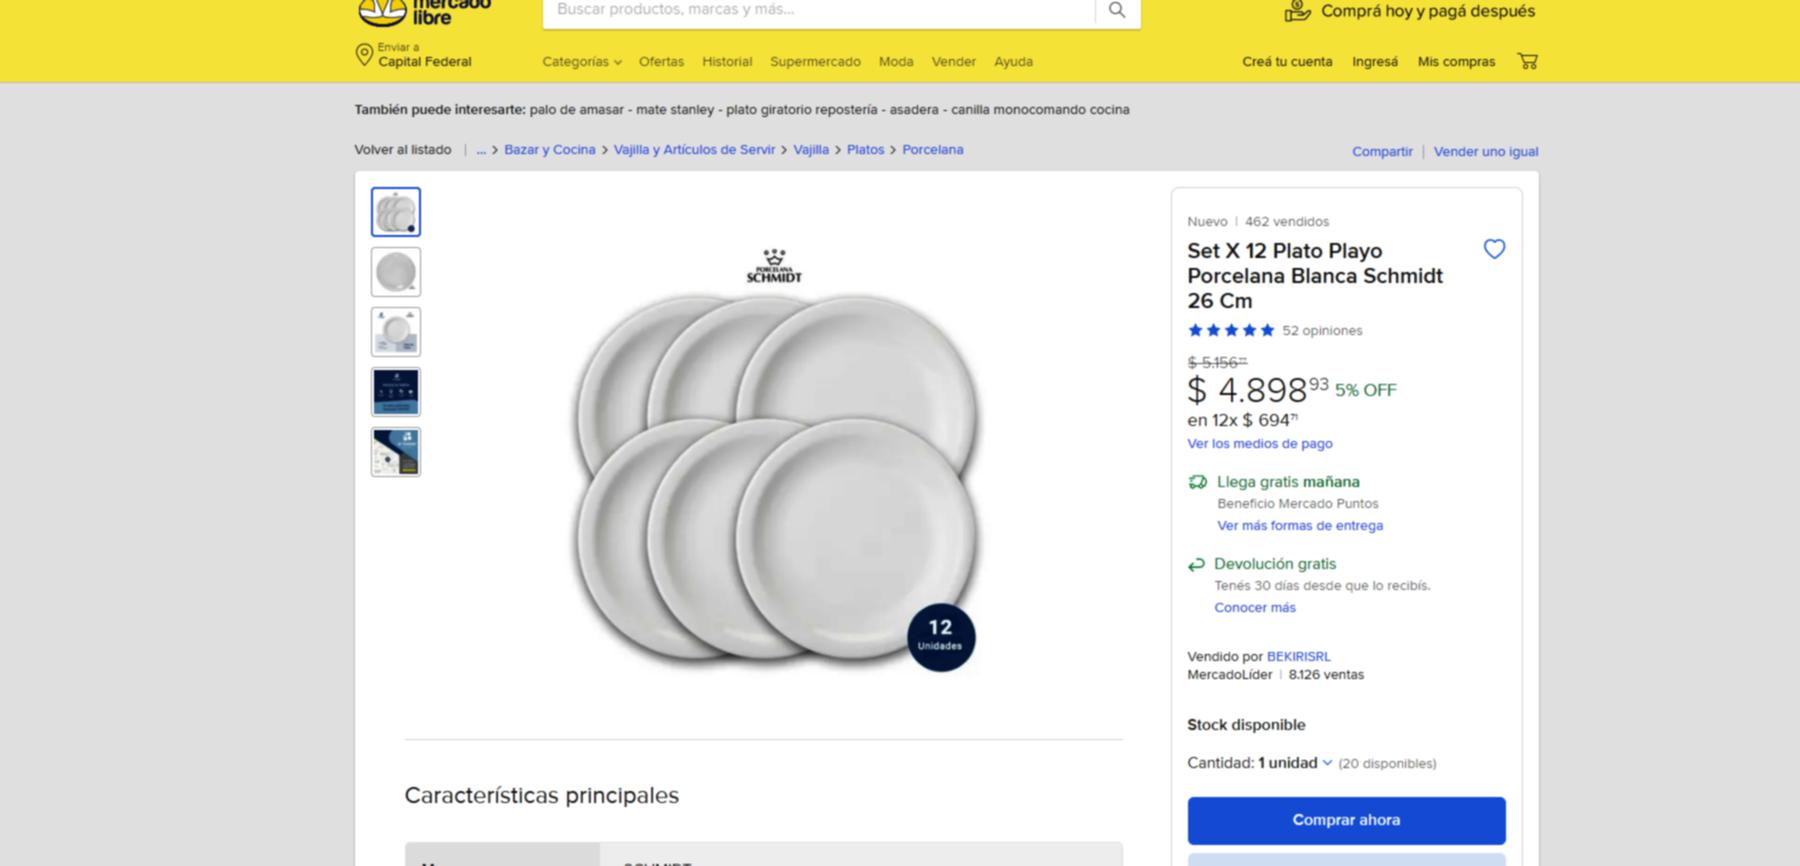 mercado
libre
Buscar productos, marcas y más...
Comprá hoy y pagá después
Enviar a
Capital Federal
Categorías
Ofertas
Historial
Supermercado
Moda
Vender
Ayuda
Creá tu cuenta
Ingresá
Mis compras
También puede interesarte: palo de amasar - mate stanley - plato giratorio repostería - asadera - canilla monocomando cocina
Volver al listado | ... > Bazar y Cocina > Vajilla y Artículos de Servir > Vajilla > Platos > Porcelana
Compartir | Vender uno igual
PORCELANA
SCHMIDT
12
Unidades
Características principales
SCHMIDT
Nuevo | 462 vendidos
Set X 12 Plato Playo
Porcelana Blanca Schmidt
26 Cm
52 opiniones
$ 5.156
$ 4.898 93 5% OFF
en 12x $ 694 71
Ver los medios de pago
Llega gratis mañana
Beneficio Mercado Puntos
Ver más formas de entrega
Devolución gratis
Tenés 30 días desde que lo recibís.
Conocer más
Vendido por BEKIRISRL
MercadoLíder | 8.126 ventas
Stock disponible
Cantidad: 1 unidad (20 disponibles)
Comprar ahora